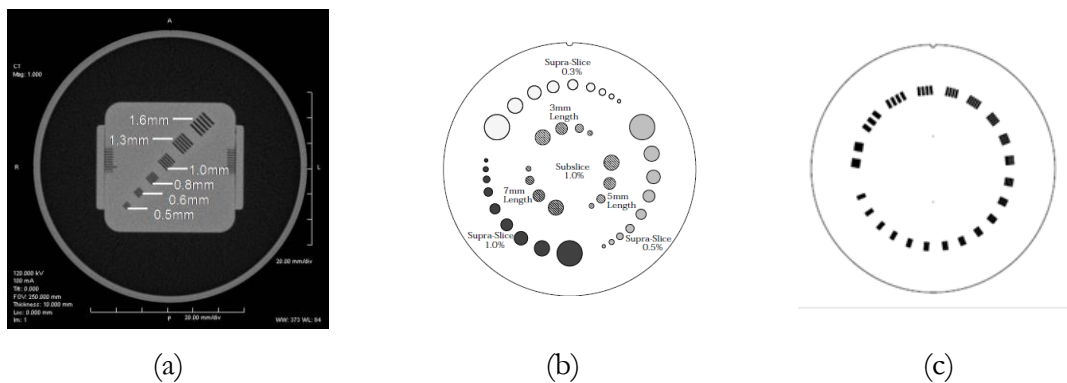 A
CT
Mag: 1.000
1.6mm
1.3mm
1.0mm
0.8mm
0.6mm
0.5mm
R
L
20.00 mm/div
120.000 kV
100 mA
Tilt: 0.000
FOV: 250.000 mm
Thickness: 10.000 mm
Loc: 0.000 mm
Im: 1
P
20.00 mm/div
WW: 373 WL: 84
(a)
Supra-Slice
0.3%
3mm
Length
Subslice
1.0%
7mm
Length
5mm
Length
Supra-Slice
1.0%
Supra-Slice
0.5%
(b)
(c)